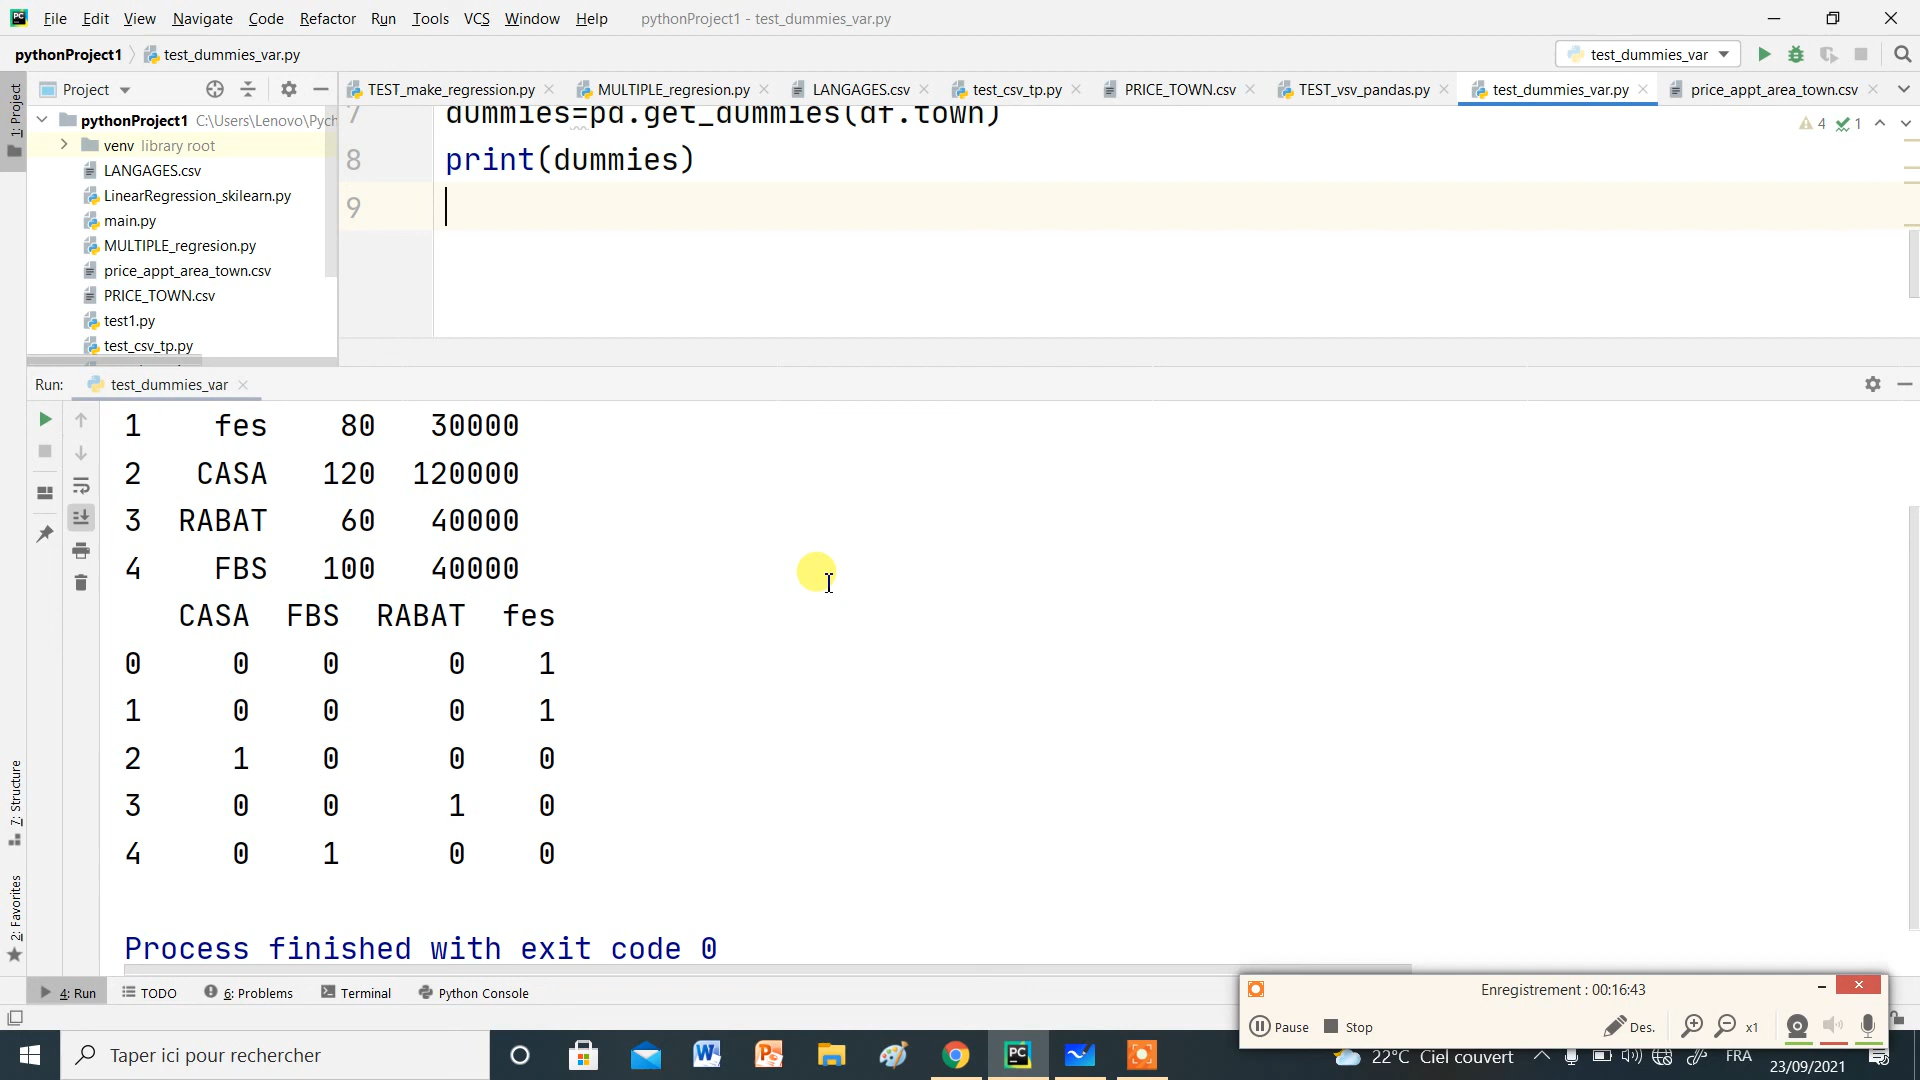 File Edit View Navigate Code Refactor Run Tools VCS Window Help pythonProject1 - test_dummies_var.py
pythonProject1 test_dummies_var.py test_dummies_var
1: Project
Project
TEST_make_regression.py MULTIPLE_regresion.py LANGAGES.csv test_csv_tp.py PRICE_TOWN.csv TEST_vsv_pandas.py test_dummies_var.py price_appt_area_town.csv
pythonProject1 C:\Users\Lenovo\Pych
venv library root
LANGAGES.csv
LinearRegression_skilearn.py
main.py
MULTIPLE_regresion.py
price_appt_area_town.csv
PRICE_TOWN.csv
test1.py
test_csv_tp.py
7 dummies=pd.get_dummies(df.town)
8 print(dummies)
9
4 1
Run: test_dummies_var
1 fes 80 30000
2 CASA 120 120000
3 RABAT 60 40000
4 FBS 100 40000
CASA FBS RABAT fes
0 0 0 0 1
1 0 0 0 1
2 1 0 0 0
3 0 0 1 0
4 0 1 0 0
Process finished with exit code 0
7: Structure
2: Favorites
4: Run TODO 6: Problems Terminal Python Console
Enregistrement : 00:16:43
Pause Stop Des. x1
Taper ici pour rechercher
22°C Ciel couvert FRA
23/09/2021